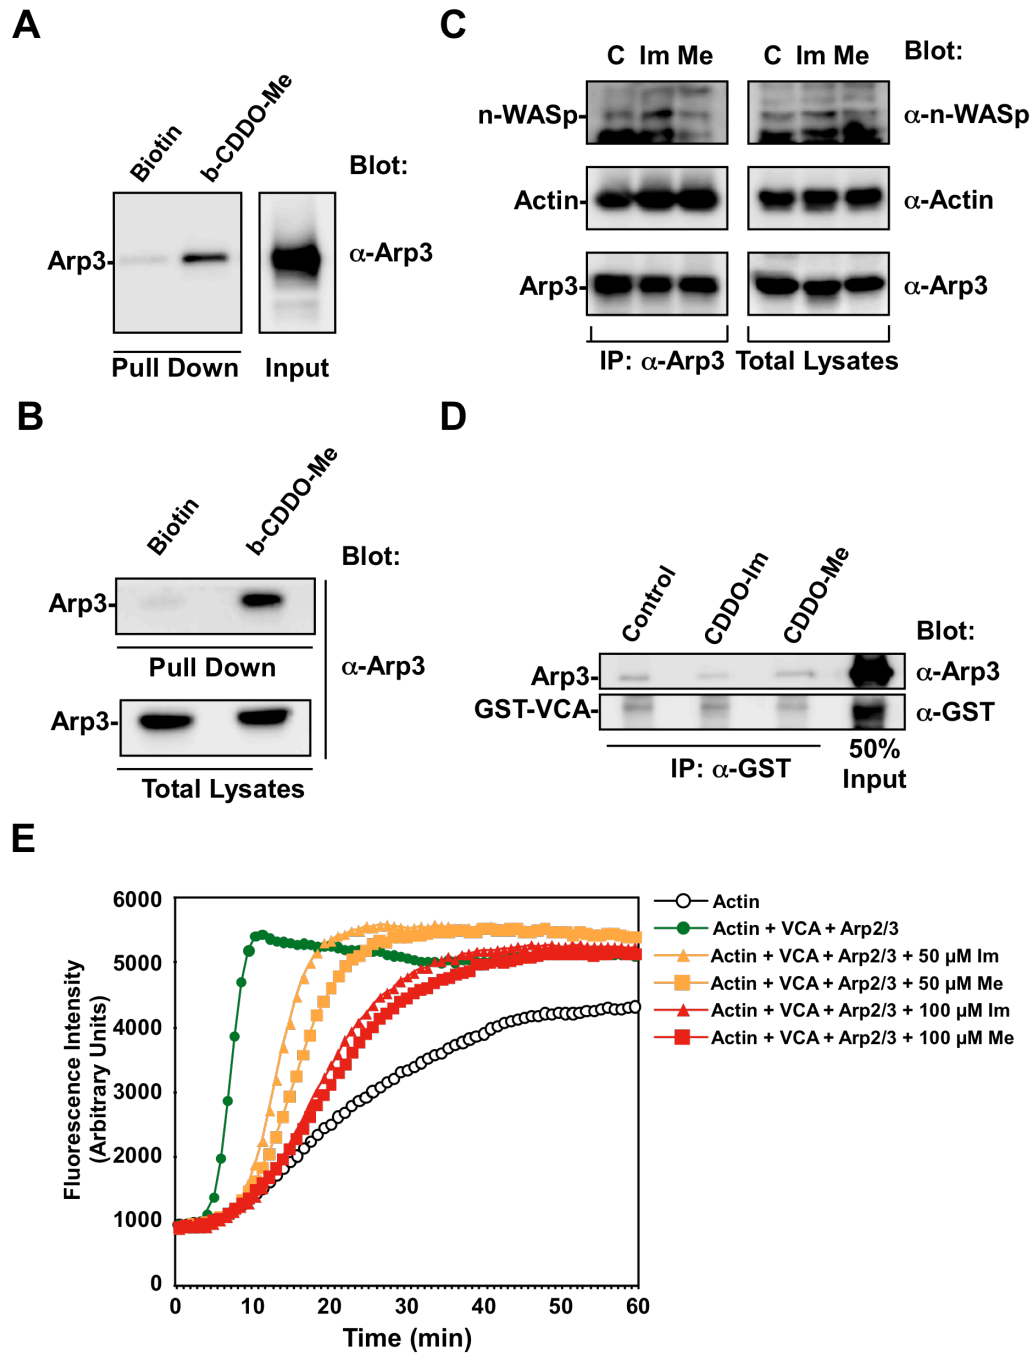 A
Biotin
b-CDDO-Me
Blot:
Arp3-
α-Arp3
Pull Down
Input
B
Biotin
b-CDDO-Me
Blot:
Arp3-
Pull Down
α-Arp3
Arp3-
Total Lysates
C
C Im Me
C Im Me
Blot:
n-WASp-
α-n-WASp
Actin-
α-Actin
Arp3-
α-Arp3
IP: α-Arp3
Total Lysates
D
Control
CDDO-Im
CDDO-Me
Blot:
Arp3-
α-Arp3
GST-VCA-
α-GST
IP: α-GST
50%
Input
E
Fluorescence Intensity
(Arbitrary Units)
6000
5000
4000
3000
2000
1000
0
0 10 20 30 40 50 60
Time (min)
Actin
Actin + VCA + Arp2/3
Actin + VCA + Arp2/3 + 50 µM Im
Actin + VCA + Arp2/3 + 50 µM Me
Actin + VCA + Arp2/3 + 100 µM Im
Actin + VCA + Arp2/3 + 100 µM Me